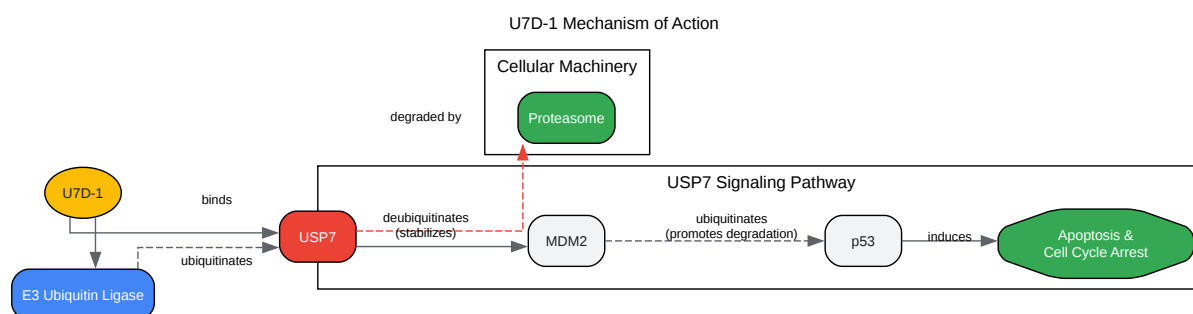 U7D-1 Mechanism of Action
Cellular Machinery
degraded by
Proteasome
USP7 Signaling Pathway
U7D-1
binds
USP7
deubiquitinates
(stabilizes)
MDM2
ubiquitinates
(promotes degradation)
p53
induces
Apoptosis &
Cell Cycle Arrest
ubiquitinates
E3 Ubiquitin Ligase